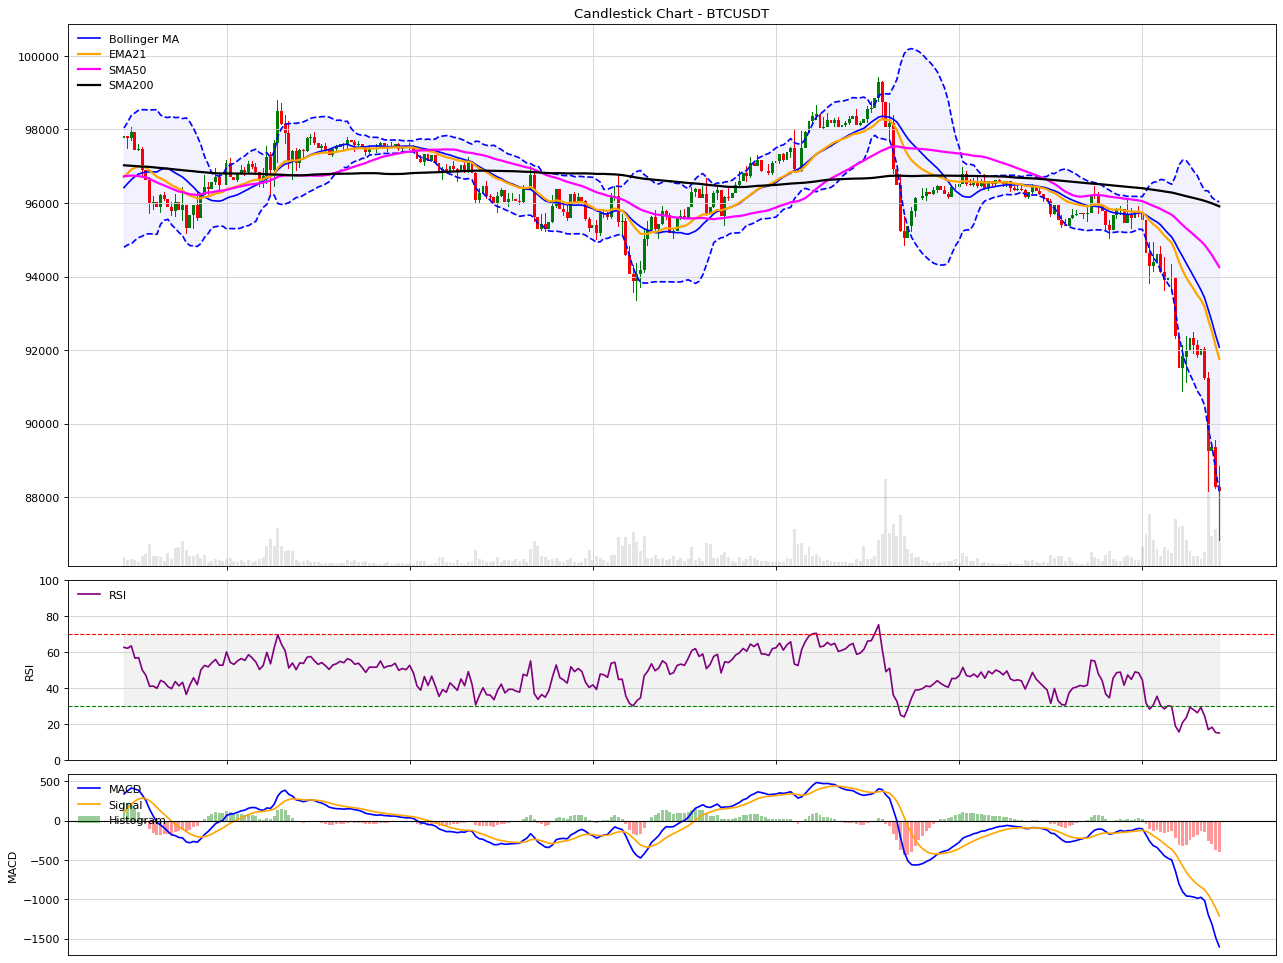 Candlestick Chart - BTCUSDT
Bollinger MA
EMA21
SMA50
SMA200
100000
98000
96000
94000
92000
90000
88000
RSI
100
80
60
40
20
0
RSI
MACD
Signal
Histogram
500
0
−500
−1000
−1500
MACD